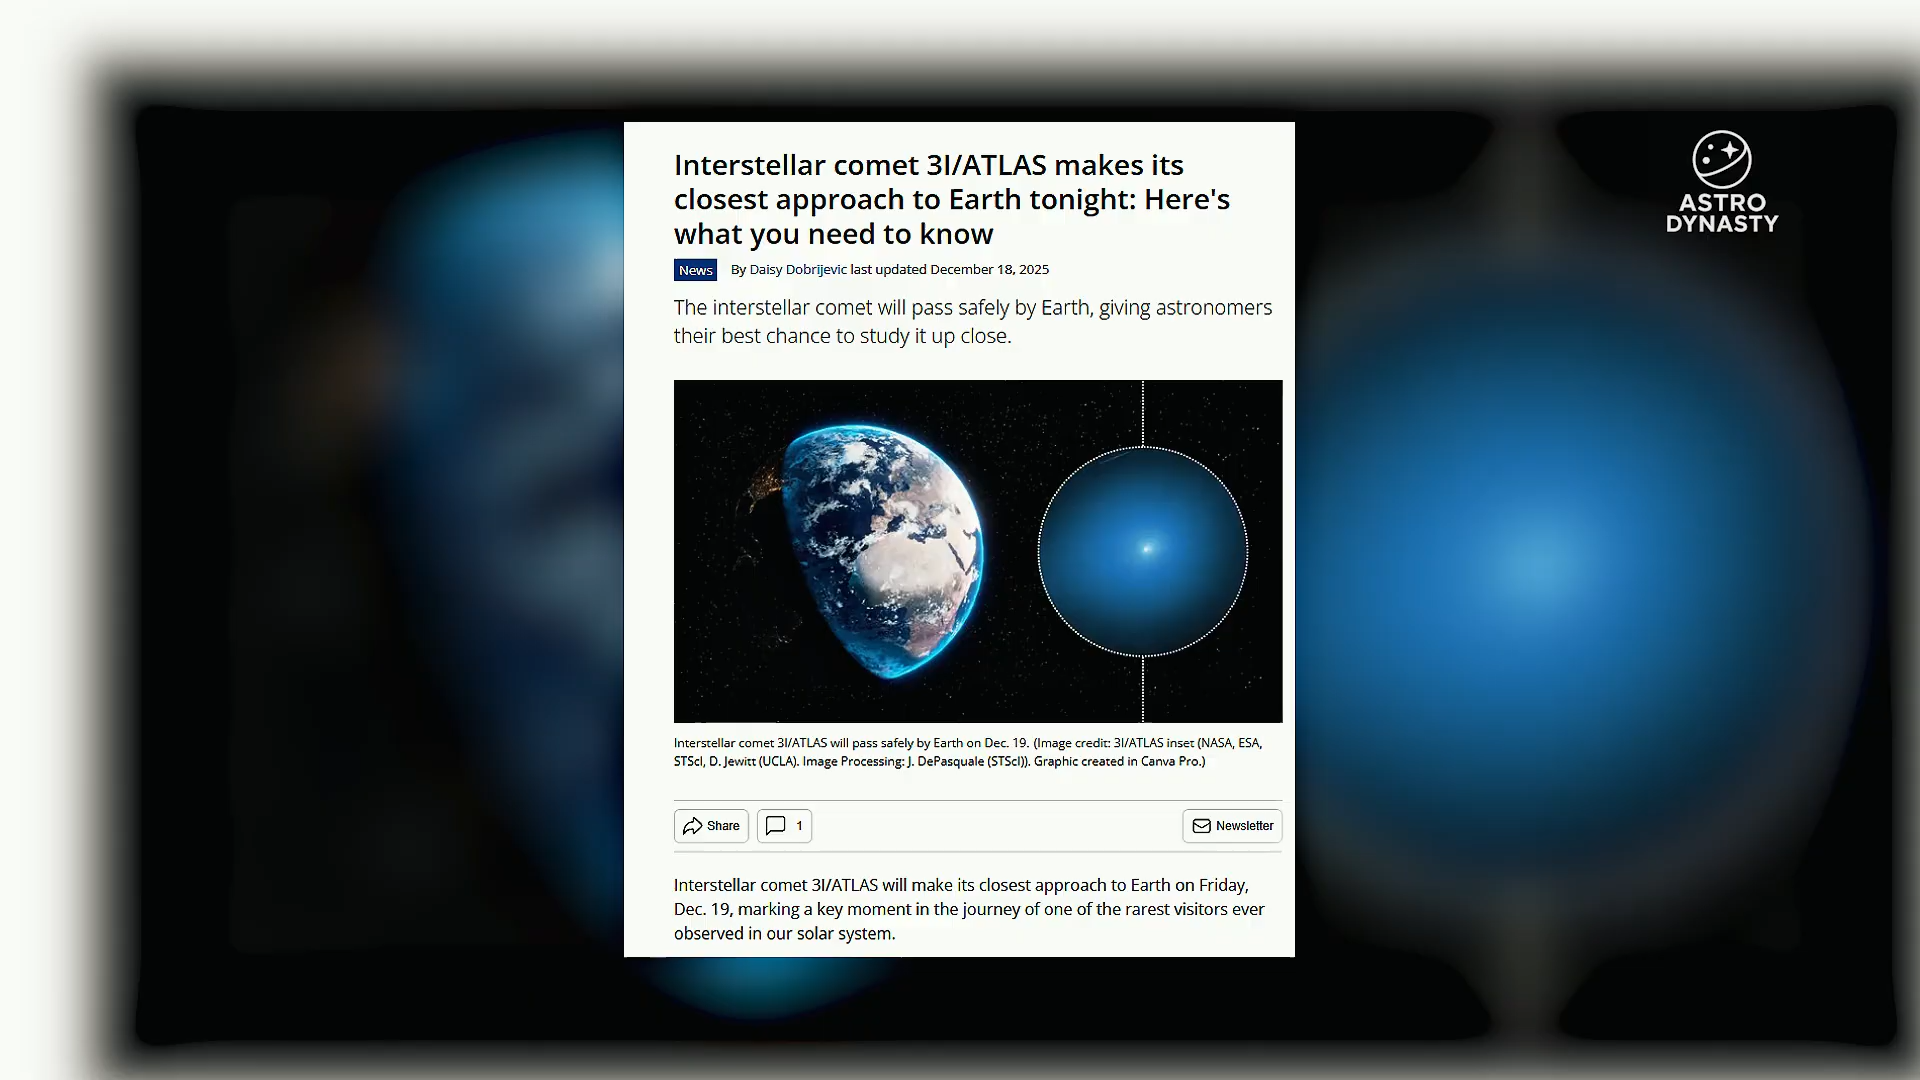 Interstellar comet 3I/ATLAS makes its
closest approach to Earth tonight: Here's
what you need to know
News By Daisy Dobrijevic last updated December 18, 2025
The interstellar comet will pass safely by Earth, giving astronomers
their best chance to study it up close.
ASTRO
DYNASTY
Interstellar comet 3I/ATLAS will pass safely by Earth on Dec. 19. (Image credit: 3I/ATLAS inset (NASA, ESA,
STScI, D. Jewitt (UCLA). Image Processing: J. DePasquale (STScI)). Graphic created in Canva Pro.)
Share 1 Newsletter
Interstellar comet 3I/ATLAS will make its closest approach to Earth on Friday,
Dec. 19, marking a key moment in the journey of one of the rarest visitors ever
observed in our solar system.